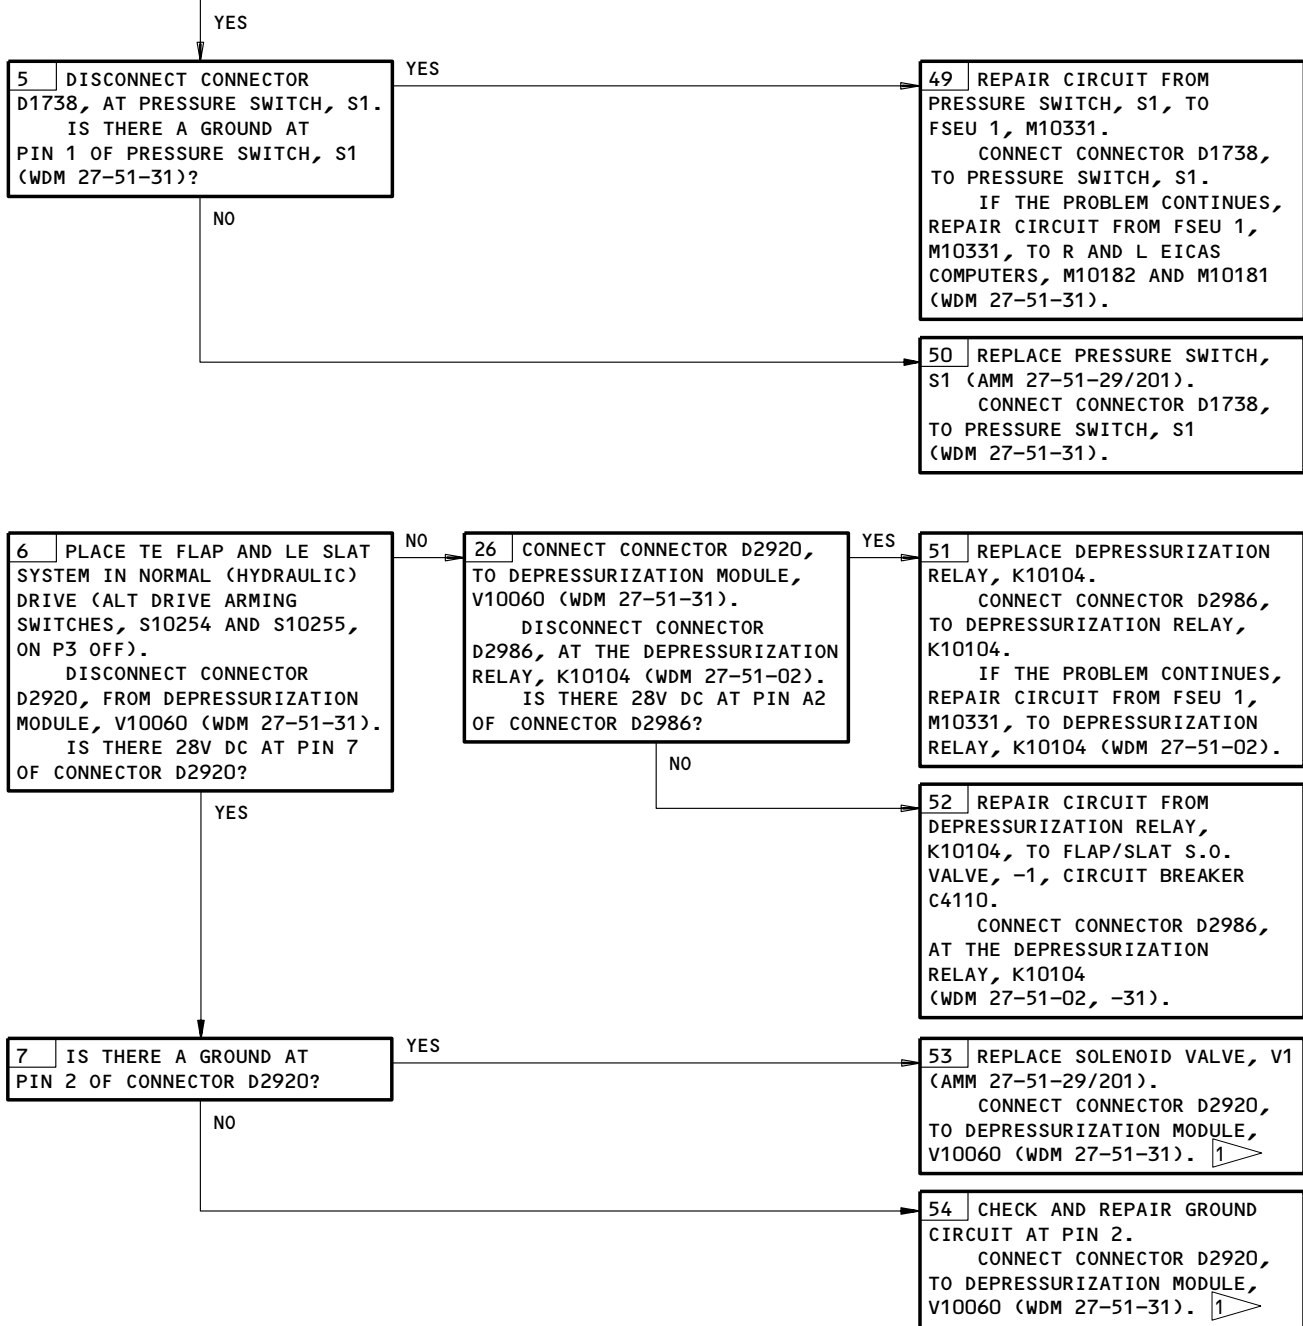 YES
5 DISCONNECT CONNECTOR
D1738, AT PRESSURE SWITCH, S1.
IS THERE A GROUND AT
PIN 1 OF PRESSURE SWITCH, S1
(WDM 27-51-31)?
YES
49 REPAIR CIRCUIT FROM
PRESSURE SWITCH, S1, TO
FSEU 1, M10331.
CONNECT CONNECTOR D1738,
TO PRESSURE SWITCH, S1.
IF THE PROBLEM CONTINUES,
REPAIR CIRCUIT FROM FSEU 1,
M10331, TO R AND L EICAS
COMPUTERS, M10182 AND M10181
(WDM 27-51-31).
NO
50 REPLACE PRESSURE SWITCH,
S1 (AMM 27-51-29/201).
CONNECT CONNECTOR D1738,
TO PRESSURE SWITCH, S1
(WDM 27-51-31).
6 PLACE TE FLAP AND LE SLAT
SYSTEM IN NORMAL (HYDRAULIC)
DRIVE (ALT DRIVE ARMING
SWITCHES, S10254 AND S10255,
ON P3 OFF).
DISCONNECT CONNECTOR
D2920, FROM DEPRESSURIZATION
MODULE, V10060 (WDM 27-51-31).
IS THERE 28V DC AT PIN 7
OF CONNECTOR D2920?
NO
26 CONNECT CONNECTOR D2920,
TO DEPRESSURIZATION MODULE,
V10060 (WDM 27-51-31).
DISCONNECT CONNECTOR
D2986, AT THE DEPRESSURIZATION
RELAY, K10104 (WDM 27-51-02).
IS THERE 28V DC AT PIN A2
OF CONNECTOR D2986?
YES
51 REPLACE DEPRESSURIZATION
RELAY, K10104.
CONNECT CONNECTOR D2986,
TO DEPRESSURIZATION RELAY,
K10104.
IF THE PROBLEM CONTINUES,
REPAIR CIRCUIT FROM FSEU 1,
M10331, TO DEPRESSURIZATION
RELAY, K10104 (WDM 27-51-02).
NO
52 REPAIR CIRCUIT FROM
DEPRESSURIZATION RELAY,
K10104, TO FLAP/SLAT S.O.
VALVE, -1, CIRCUIT BREAKER
C4110.
CONNECT CONNECTOR D2986,
AT THE DEPRESSURIZATION
RELAY, K10104
(WDM 27-51-02, -31).
YES
7 IS THERE A GROUND AT
PIN 2 OF CONNECTOR D2920?
YES
53 REPLACE SOLENOID VALVE, V1
(AMM 27-51-29/201).
CONNECT CONNECTOR D2920,
TO DEPRESSURIZATION MODULE,
V10060 (WDM 27-51-31). 1
NO
54 CHECK AND REPAIR GROUND
CIRCUIT AT PIN 2.
CONNECT CONNECTOR D2920,
TO DEPRESSURIZATION MODULE,
V10060 (WDM 27-51-31). 1